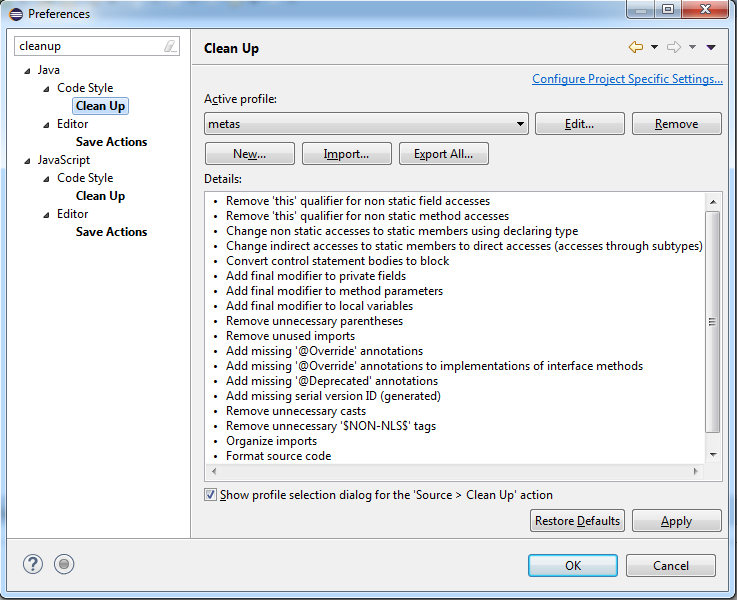 Preferences
cleanup
Java
Code Style
Clean Up
Editor
Save Actions
JavaScript
Code Style
Clean Up
Editor
Save Actions
Clean Up
Configure Project Specific Settings...
Active profile:
metas
Edit...
Remove
New...
Import...
Export All...
Details:
• Remove 'this' qualifier for non static field accesses
• Remove 'this' qualifier for non static method accesses
• Change non static accesses to static members using declaring type
• Change indirect accesses to static members to direct accesses (accesses through subtypes)
• Convert control statement bodies to block
• Add final modifier to private fields
• Add final modifier to method parameters
• Add final modifier to local variables
• Remove unnecessary parentheses
• Remove unused imports
• Add missing '@Override' annotations
• Add missing '@Override' annotations to implementations of interface methods
• Add missing '@Deprecated' annotations
• Add missing serial version ID (generated)
• Remove unnecessary casts
• Remove unnecessary '$NON-NLS$' tags
• Organize imports
• Format source code
Show profile selection dialog for the 'Source > Clean Up' action
Restore Defaults
Apply
?
OK
Cancel